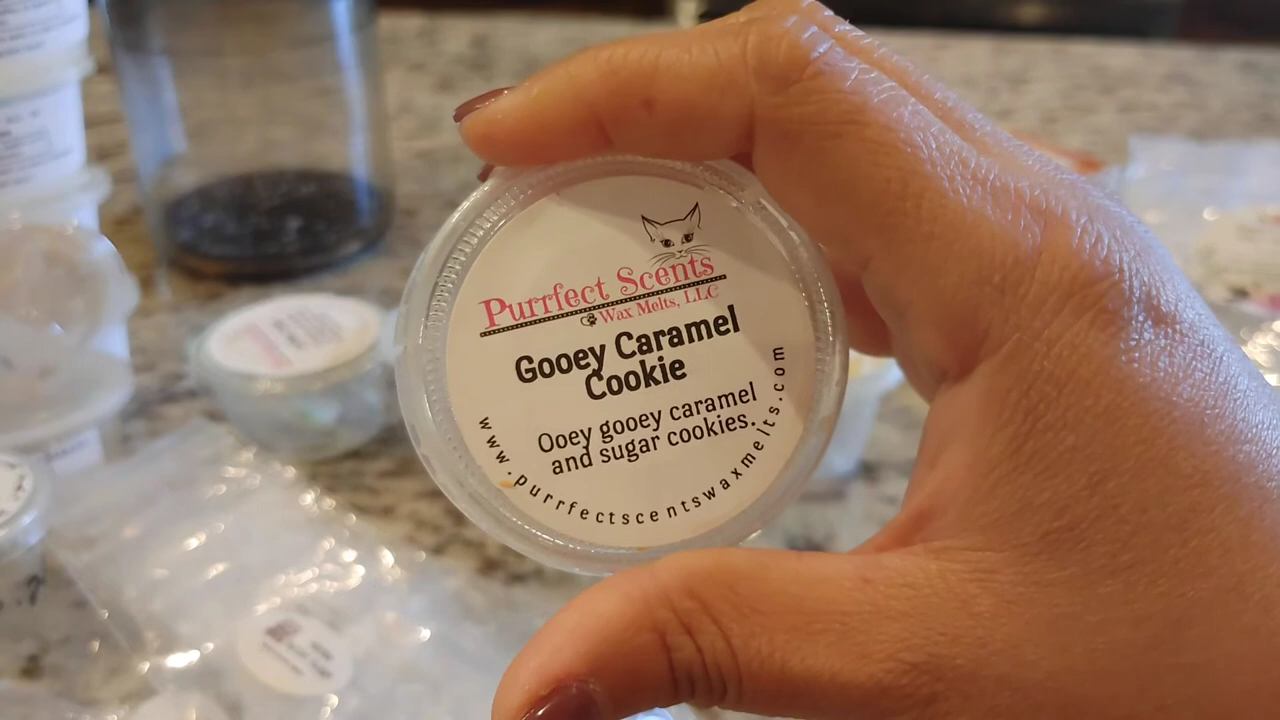 Purrfect Scents
Wax Melts, LLC
Gooey Caramel
Cookie
Ooey gooey caramel
and sugar cookies.
www.purrfectscentswaxmelts.com